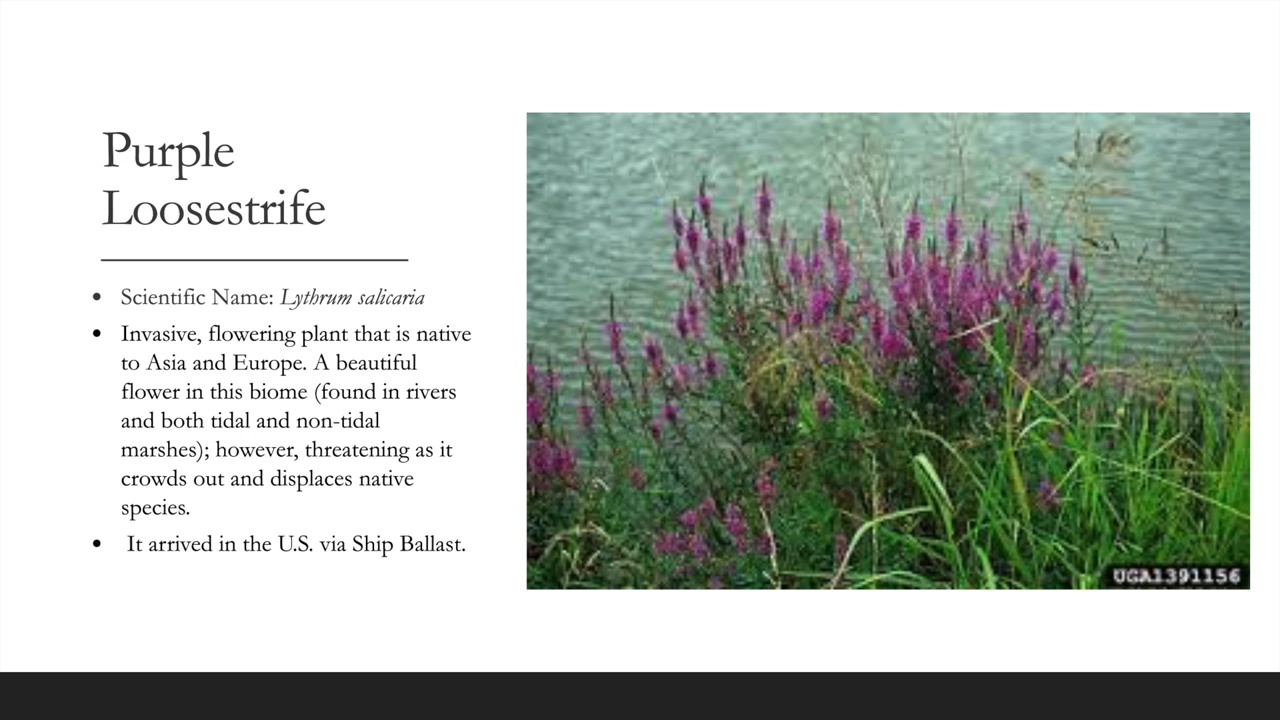 Purple
Loosestrife
• Scientific Name: Lythrum salicaria
• Invasive, flowering plant that is native
to Asia and Europe. A beautiful
flower in this biome (found in rivers
and both tidal and non-tidal
marshes); however, threatening as it
crowds out and displaces native
species.
• It arrived in the U.S. via Ship Ballast.
UGA1391156